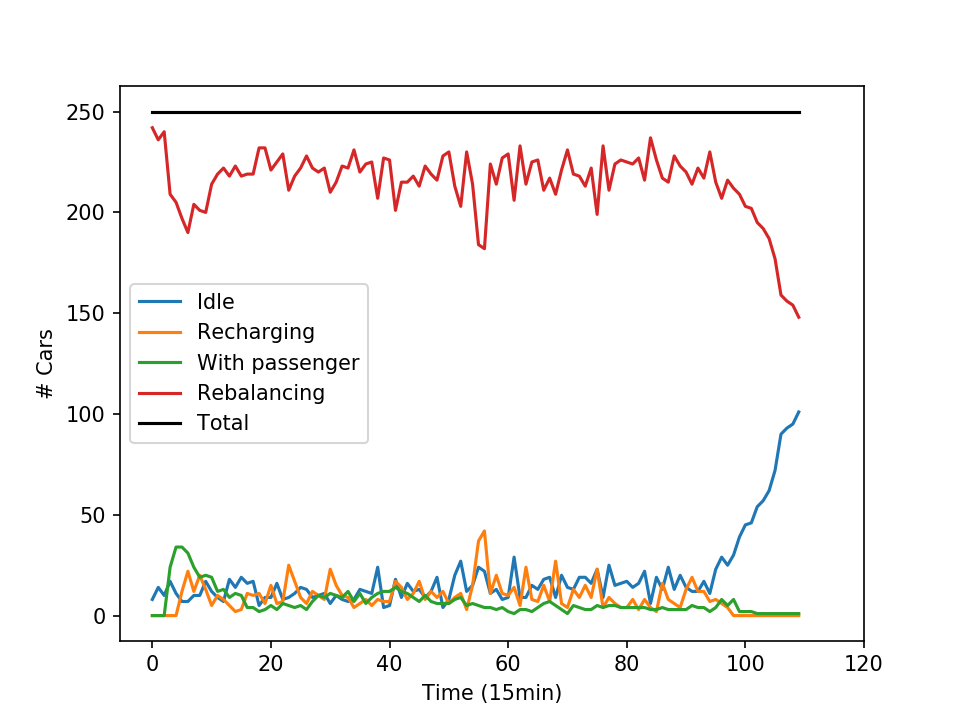 250
200
150
100
50
0
# Cars
Idle
Recharging
With passenger
Rebalancing
Total
0 20 40 60 80 100 120
Time (15min)